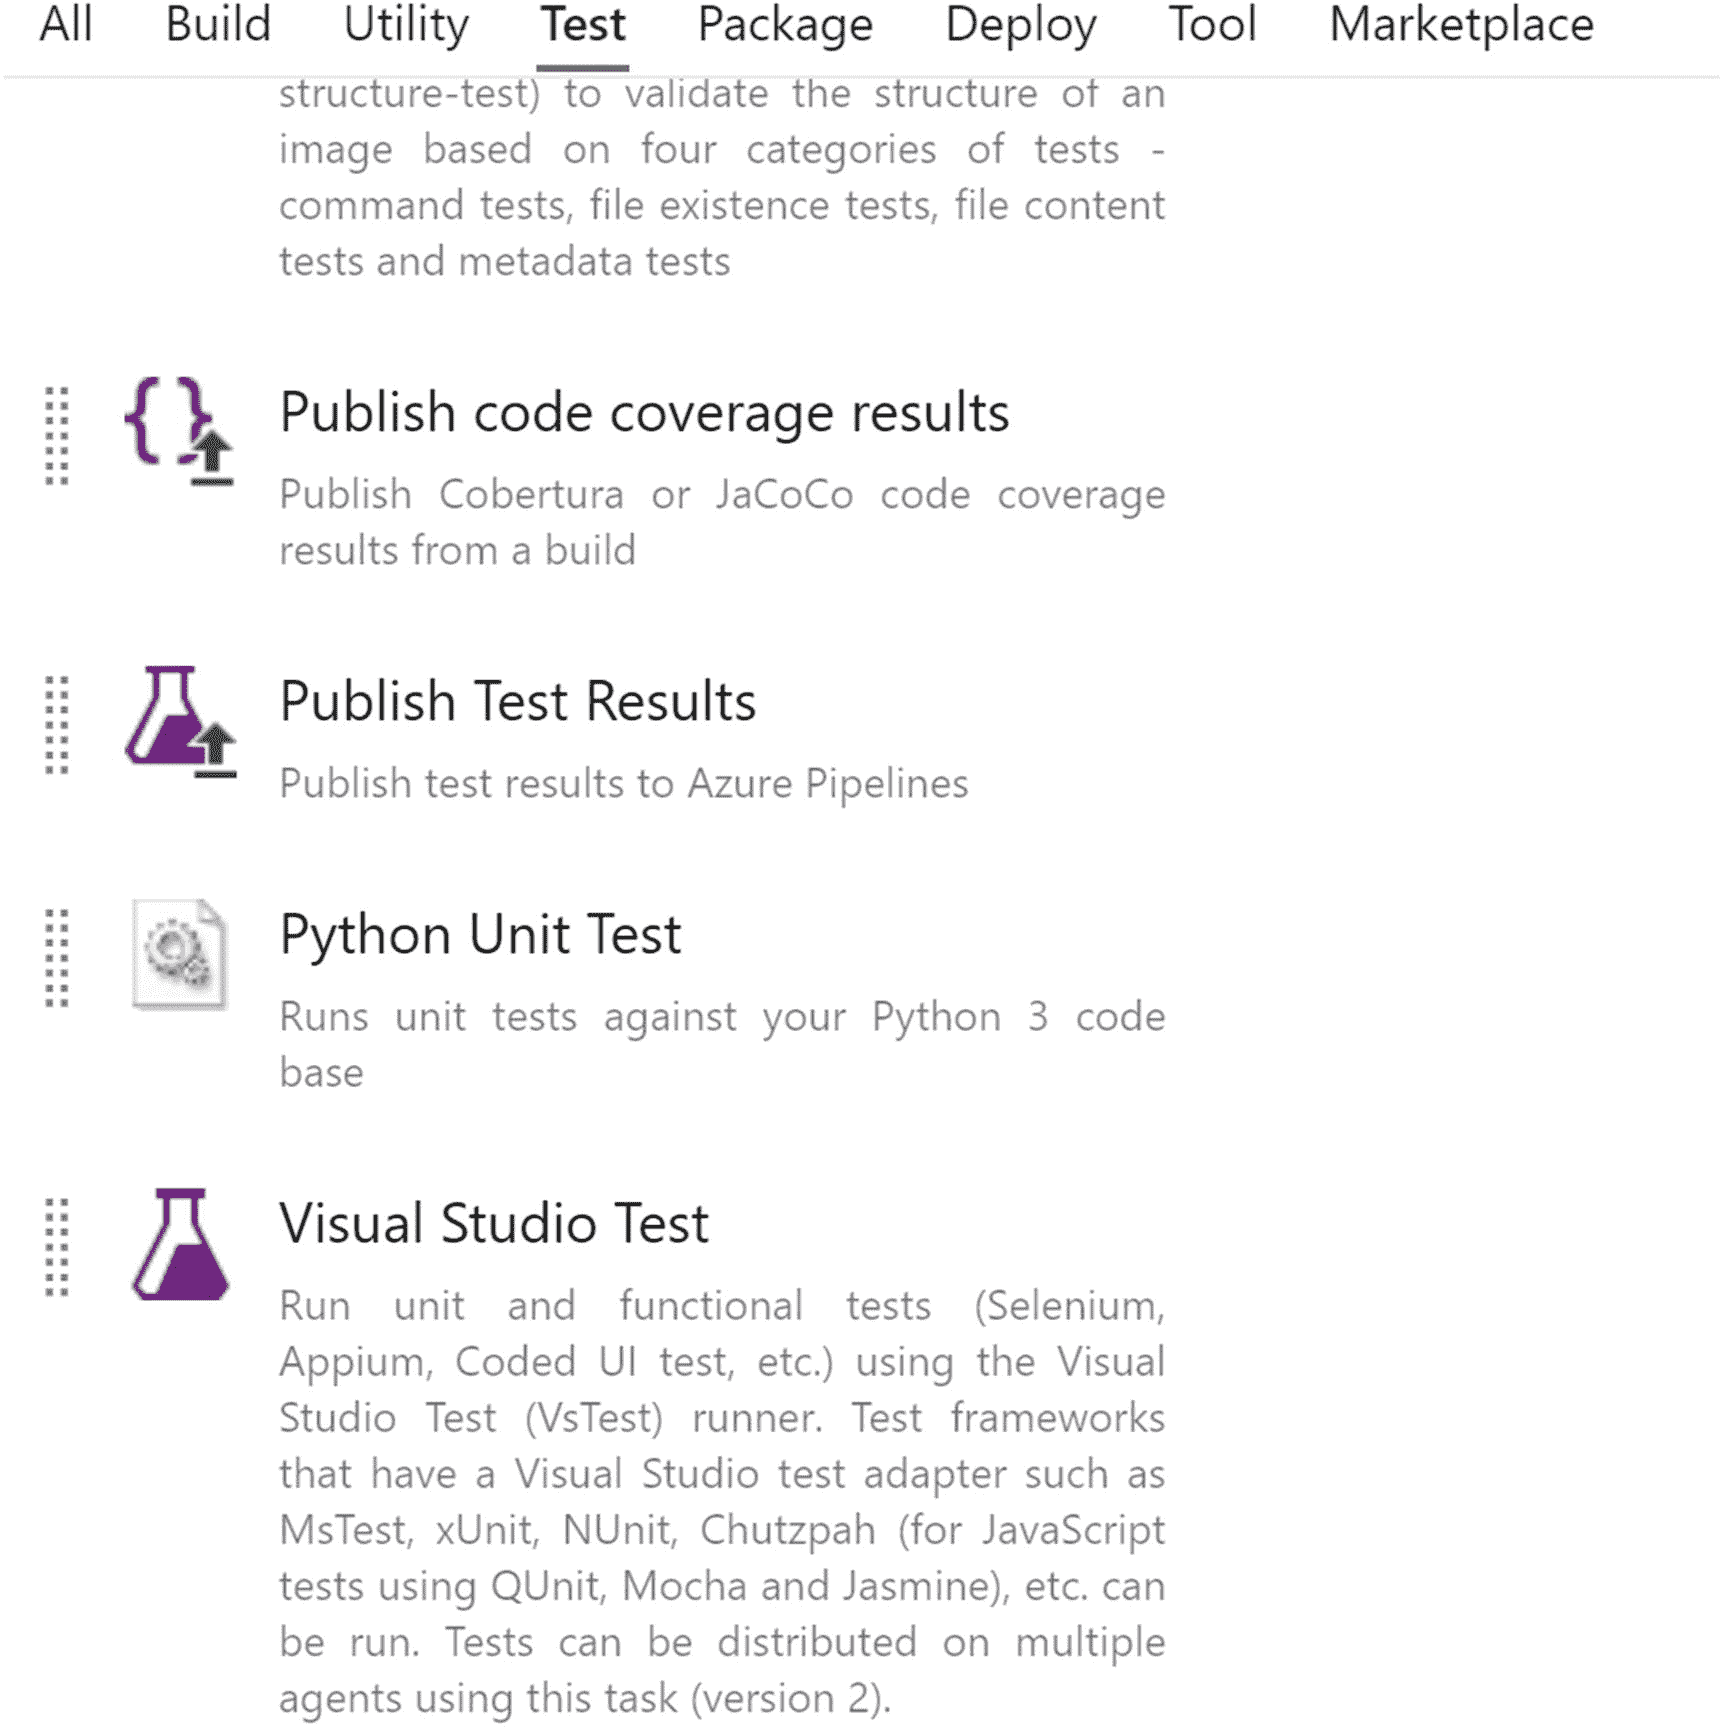 All Build Utility Test Package Deploy Tool Marketplace
structure-test) to validate the structure of an
image based on four categories of tests -
command tests, file existence tests, file content
tests and metadata tests
Publish code coverage results
Publish Cobertura or JaCoCo code coverage
results from a build
Publish Test Results
Publish test results to Azure Pipelines
Python Unit Test
Runs unit tests against your Python 3 code
base
Visual Studio Test
Run unit and functional tests (Selenium,
Appium, Coded UI test, etc.) using the Visual
Studio Test (VsTest) runner. Test frameworks
that have a Visual Studio test adapter such as
MsTest, xUnit, NUnit, Chutzpah (for JavaScript
tests using QUnit, Mocha and Jasmine), etc. can
be run. Tests can be distributed on multiple
agents using this task (version 2).